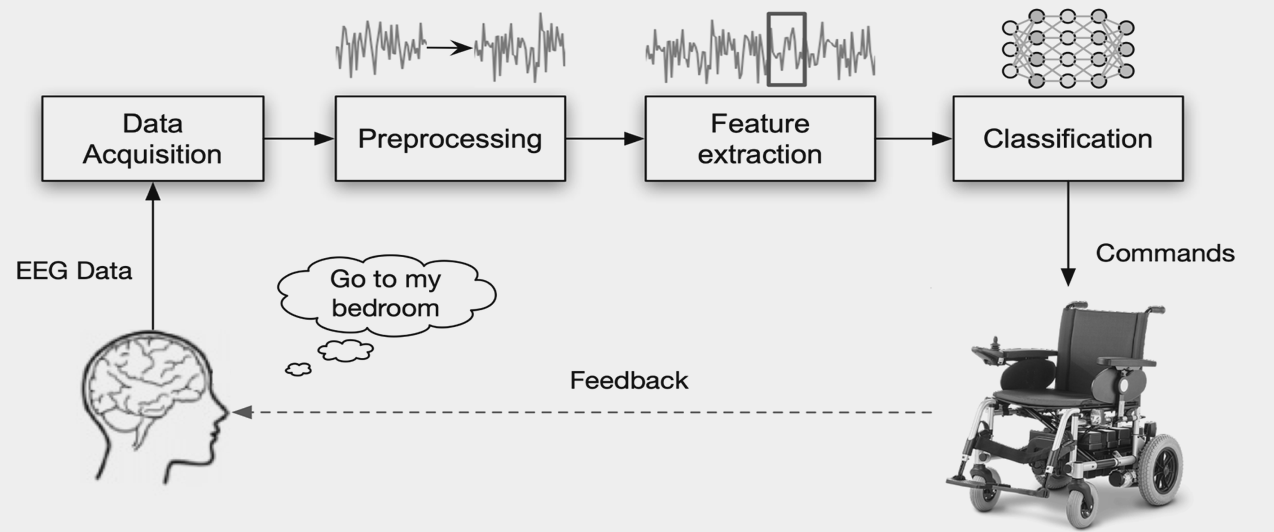 Data
Acquisition
Preprocessing
Feature
extraction
Classification
EEG Data
Go to my
bedroom
Commands
Feedback